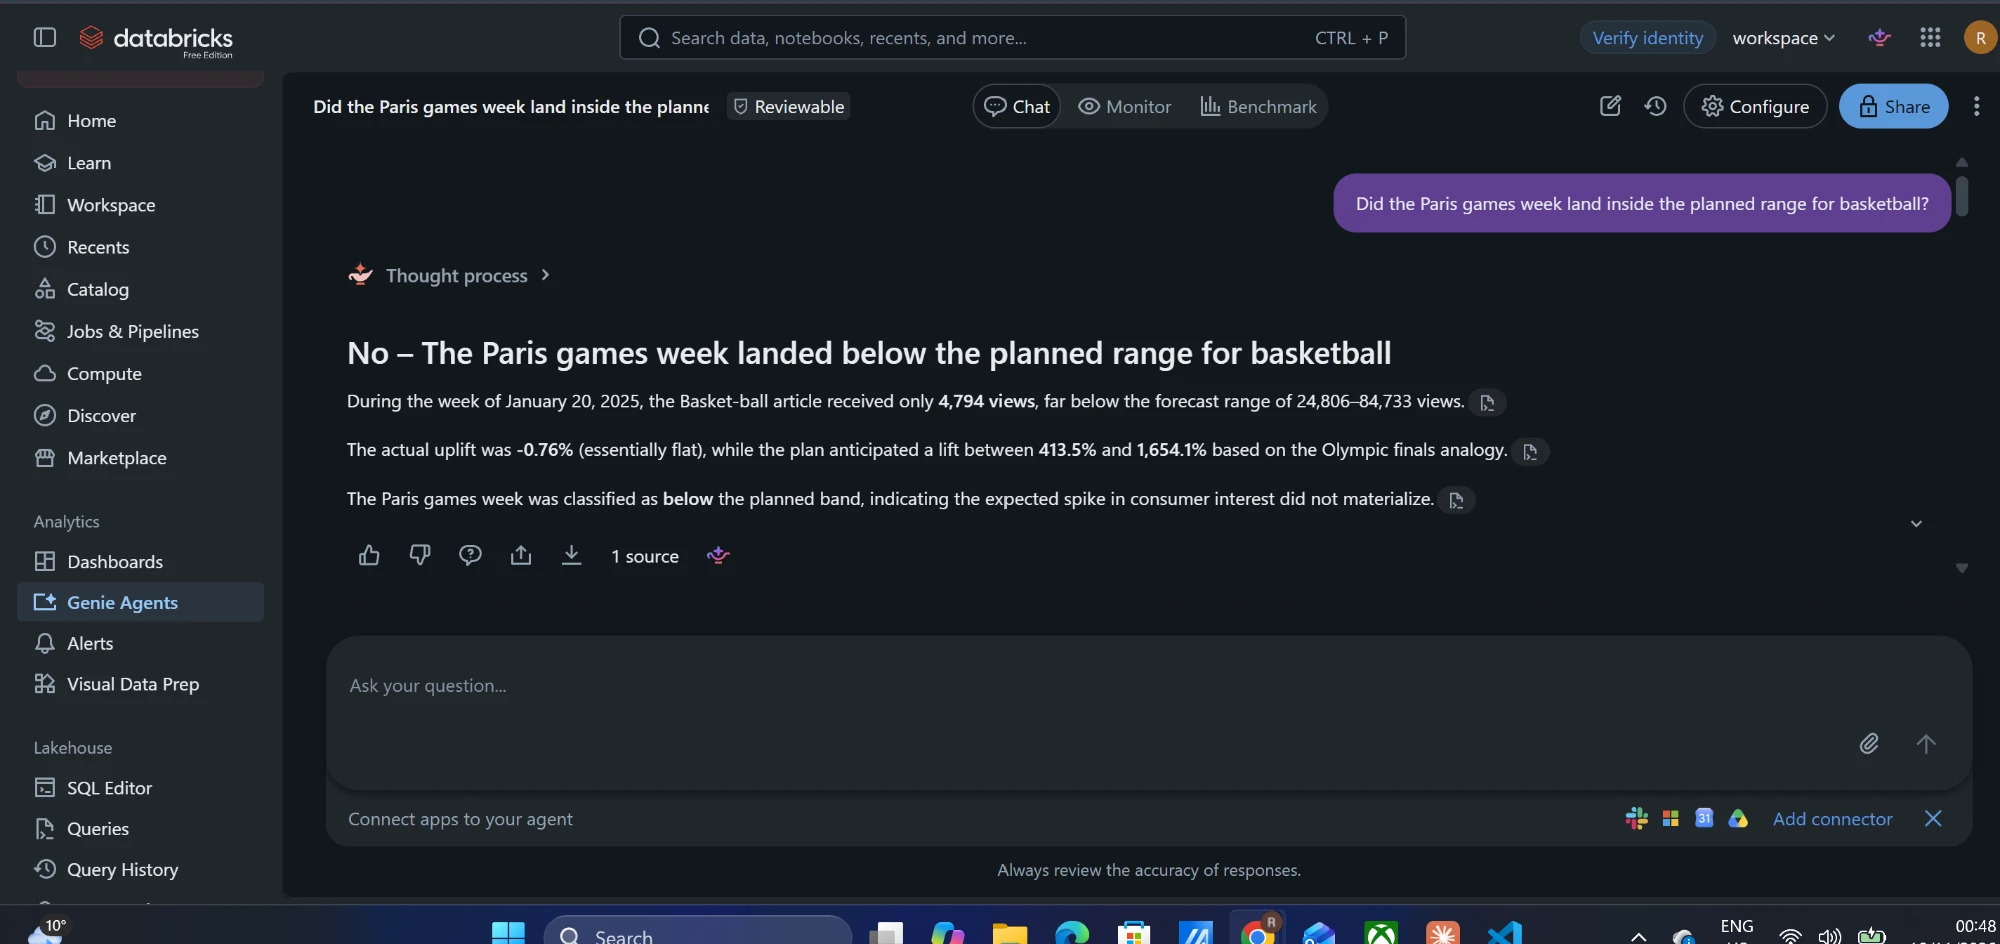 databricks
Free Edition
Search data, notebooks, recents, and more...
CTRL + P
Verify identity
workspace
R
Home
Learn
Workspace
Recents
Catalog
Jobs & Pipelines
Compute
Discover
Marketplace
Analytics
Dashboards
Genie Agents
Alerts
Visual Data Prep
Lakehouse
SQL Editor
Queries
Query History
Did the Paris games week land inside the planne
Reviewable
Chat
Monitor
Benchmark
Configure
Share
Did the Paris games week land inside the planned range for basketball?
Thought process
No – The Paris games week landed below the planned range for basketball
During the week of January 20, 2025, the Basket-ball article received only 4,794 views, far below the forecast range of 24,806–84,733 views.
The actual uplift was -0.76% (essentially flat), while the plan anticipated a lift between 413.5% and 1,654.1% based on the Olympic finals analogy.
The Paris games week was classified as below the planned band, indicating the expected spike in consumer interest did not materialize.
1 source
Ask your question...
Connect apps to your agent
31
Add connector
Always review the accuracy of responses.
10°
Search
R
ENG
00:48